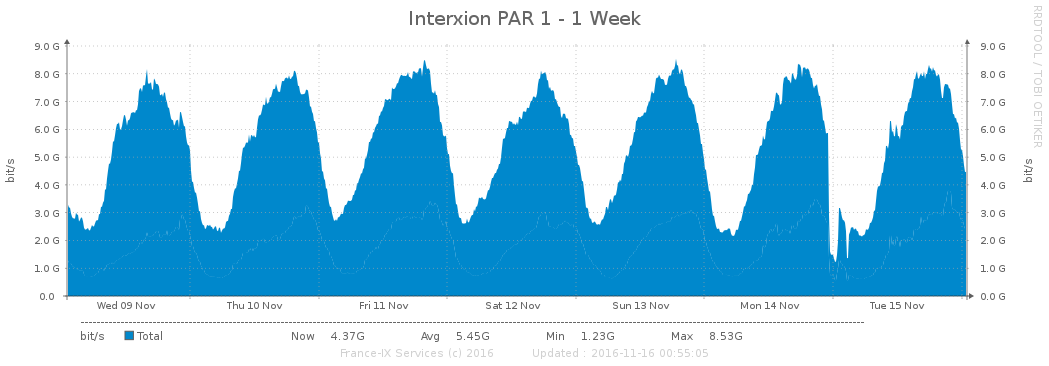 Interxion PAR 1 - 1 Week
RRDTOOL / TOBI OETIKER
bit/s
bit/s
9.0 G 9.0 G
8.0 G 8.0 G
7.0 G 7.0 G
6.0 G 6.0 G
5.0 G 5.0 G
4.0 G 4.0 G
3.0 G 3.0 G
2.0 G 2.0 G
1.0 G 1.0 G
0.0 0.0 G
Wed 09 Nov Thu 10 Nov Fri 11 Nov Sat 12 Nov Sun 13 Nov Mon 14 Nov Tue 15 Nov
bit/s Total Now 4.37G Avg 5.45G Min 1.23G Max 8.53G
France-IX Services (c) 2016 Updated : 2016-11-16 00:55:05